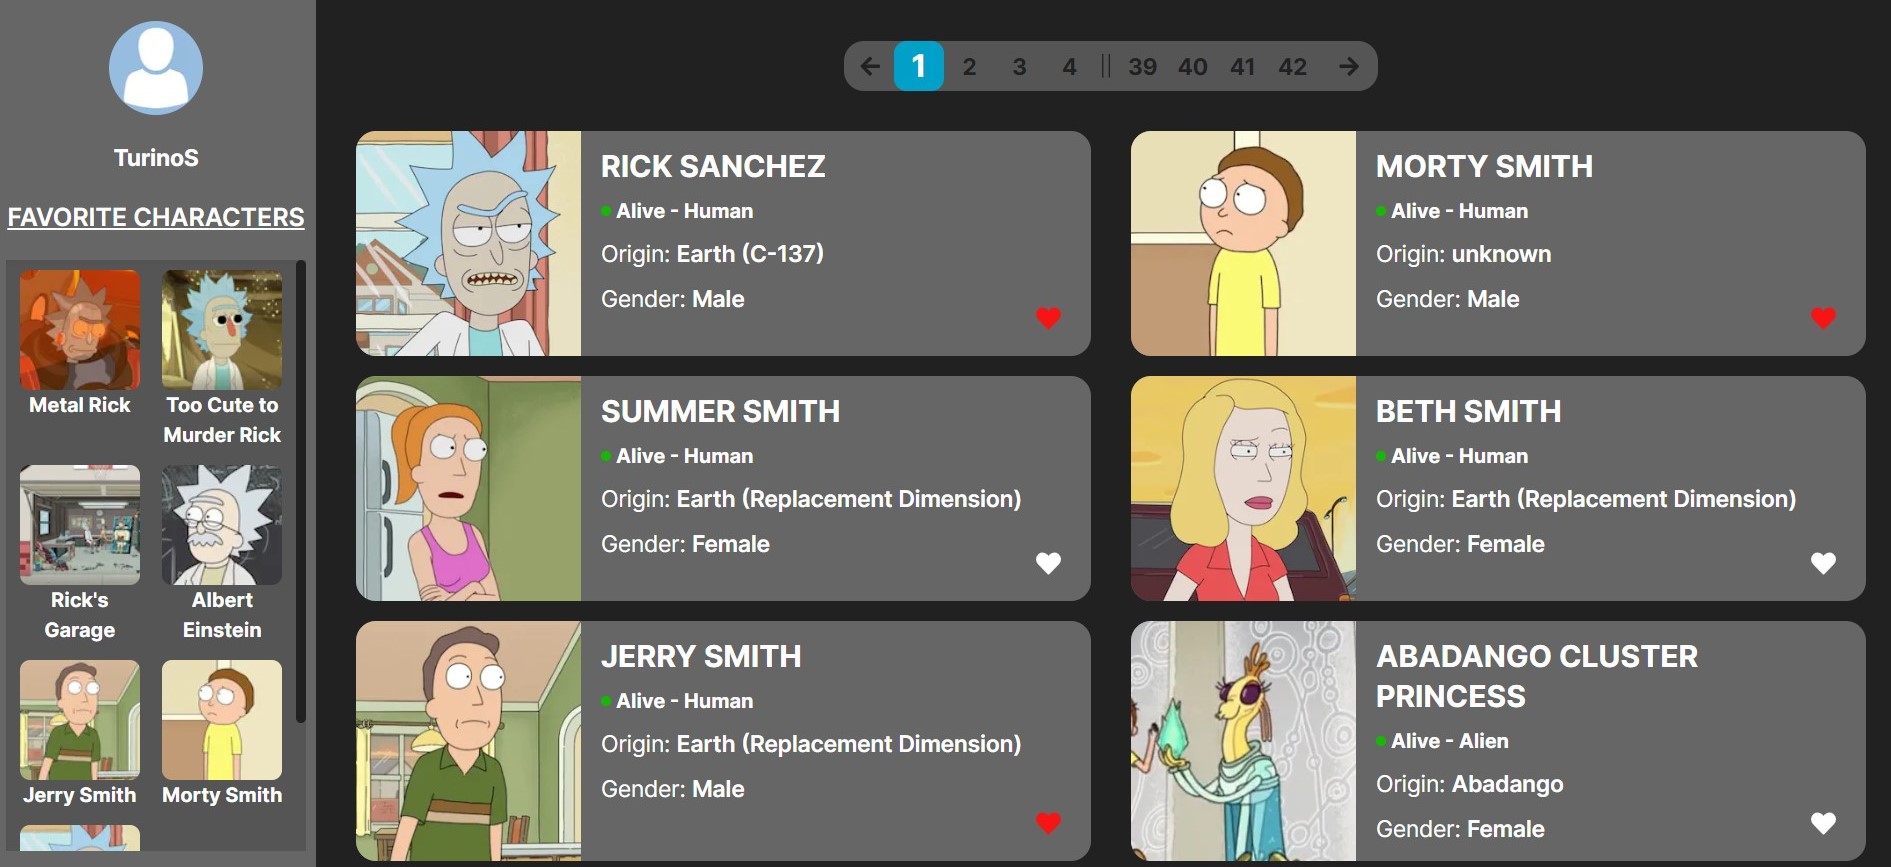 TurinoS
FAVORITE CHARACTERS
Metal Rick
Too Cute to
Murder Rick
Rick's
Garage
Albert
Einstein
Jerry Smith
Morty Smith
1 2 3 4 || 39 40 41 42
RICK SANCHEZ
Alive - Human
Origin: Earth (C-137)
Gender: Male
MORTY SMITH
Alive - Human
Origin: unknown
Gender: Male
SUMMER SMITH
Alive - Human
Origin: Earth (Replacement Dimension)
Gender: Female
BETH SMITH
Alive - Human
Origin: Earth (Replacement Dimension)
Gender: Female
JERRY SMITH
Alive - Human
Origin: Earth (Replacement Dimension)
Gender: Male
ABADANGO CLUSTER
PRINCESS
Alive - Alien
Origin: Abadango
Gender: Female